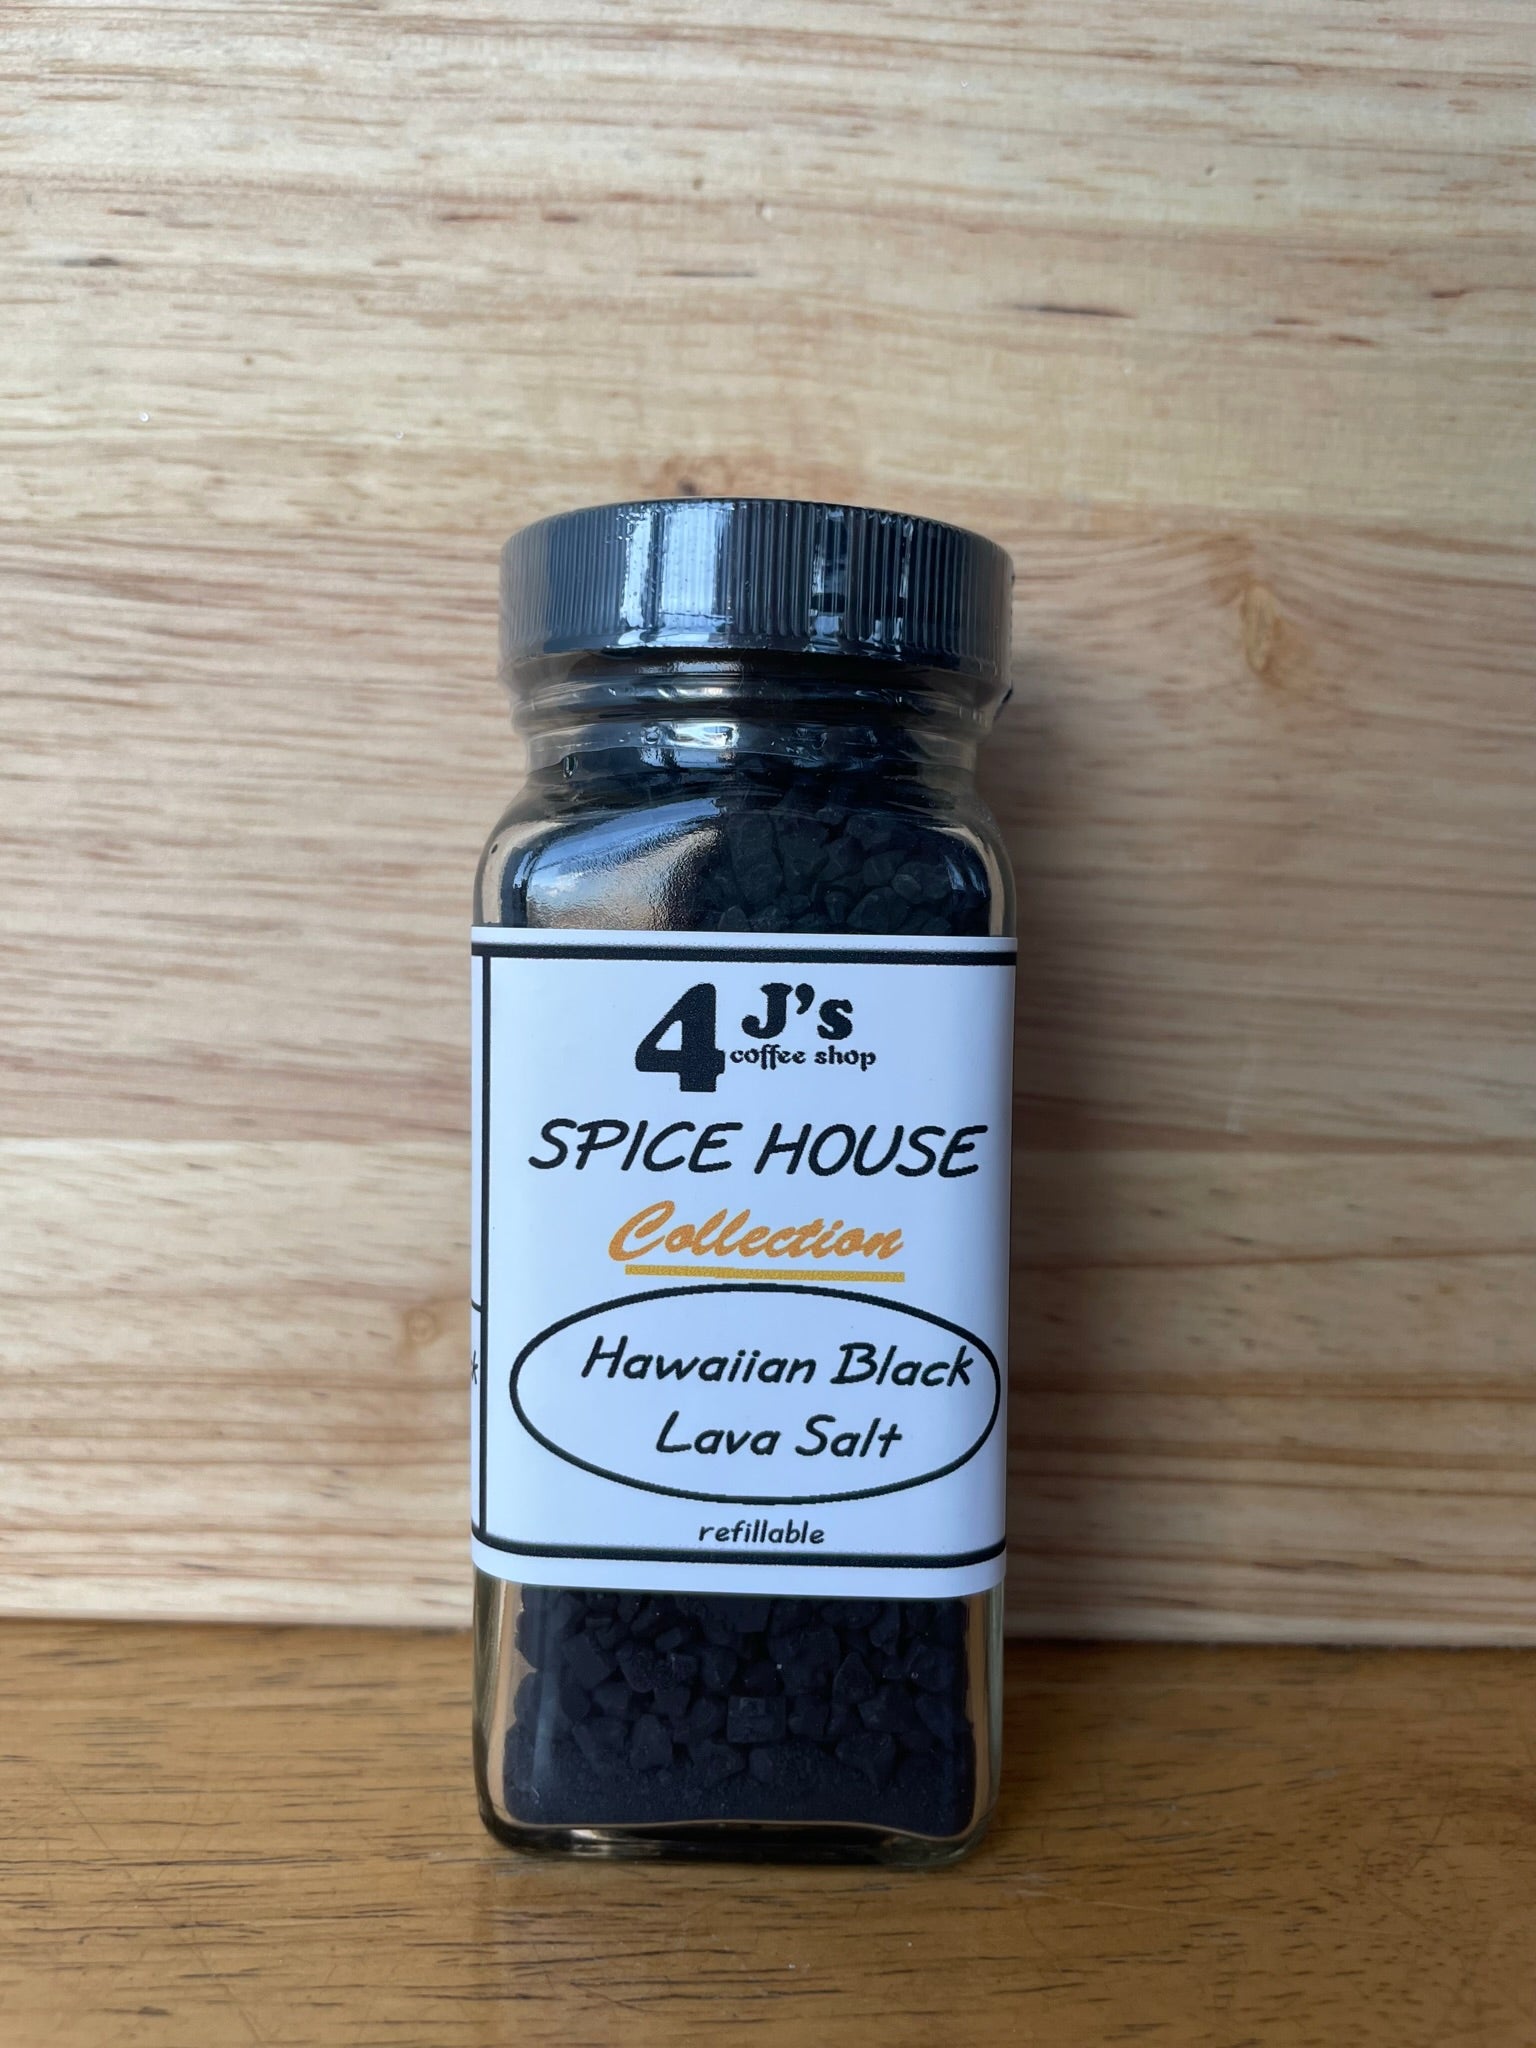 4 J's
coffee shop
SPICE HOUSE
Collection
Hawaiian Black
Lava Salt
refillable